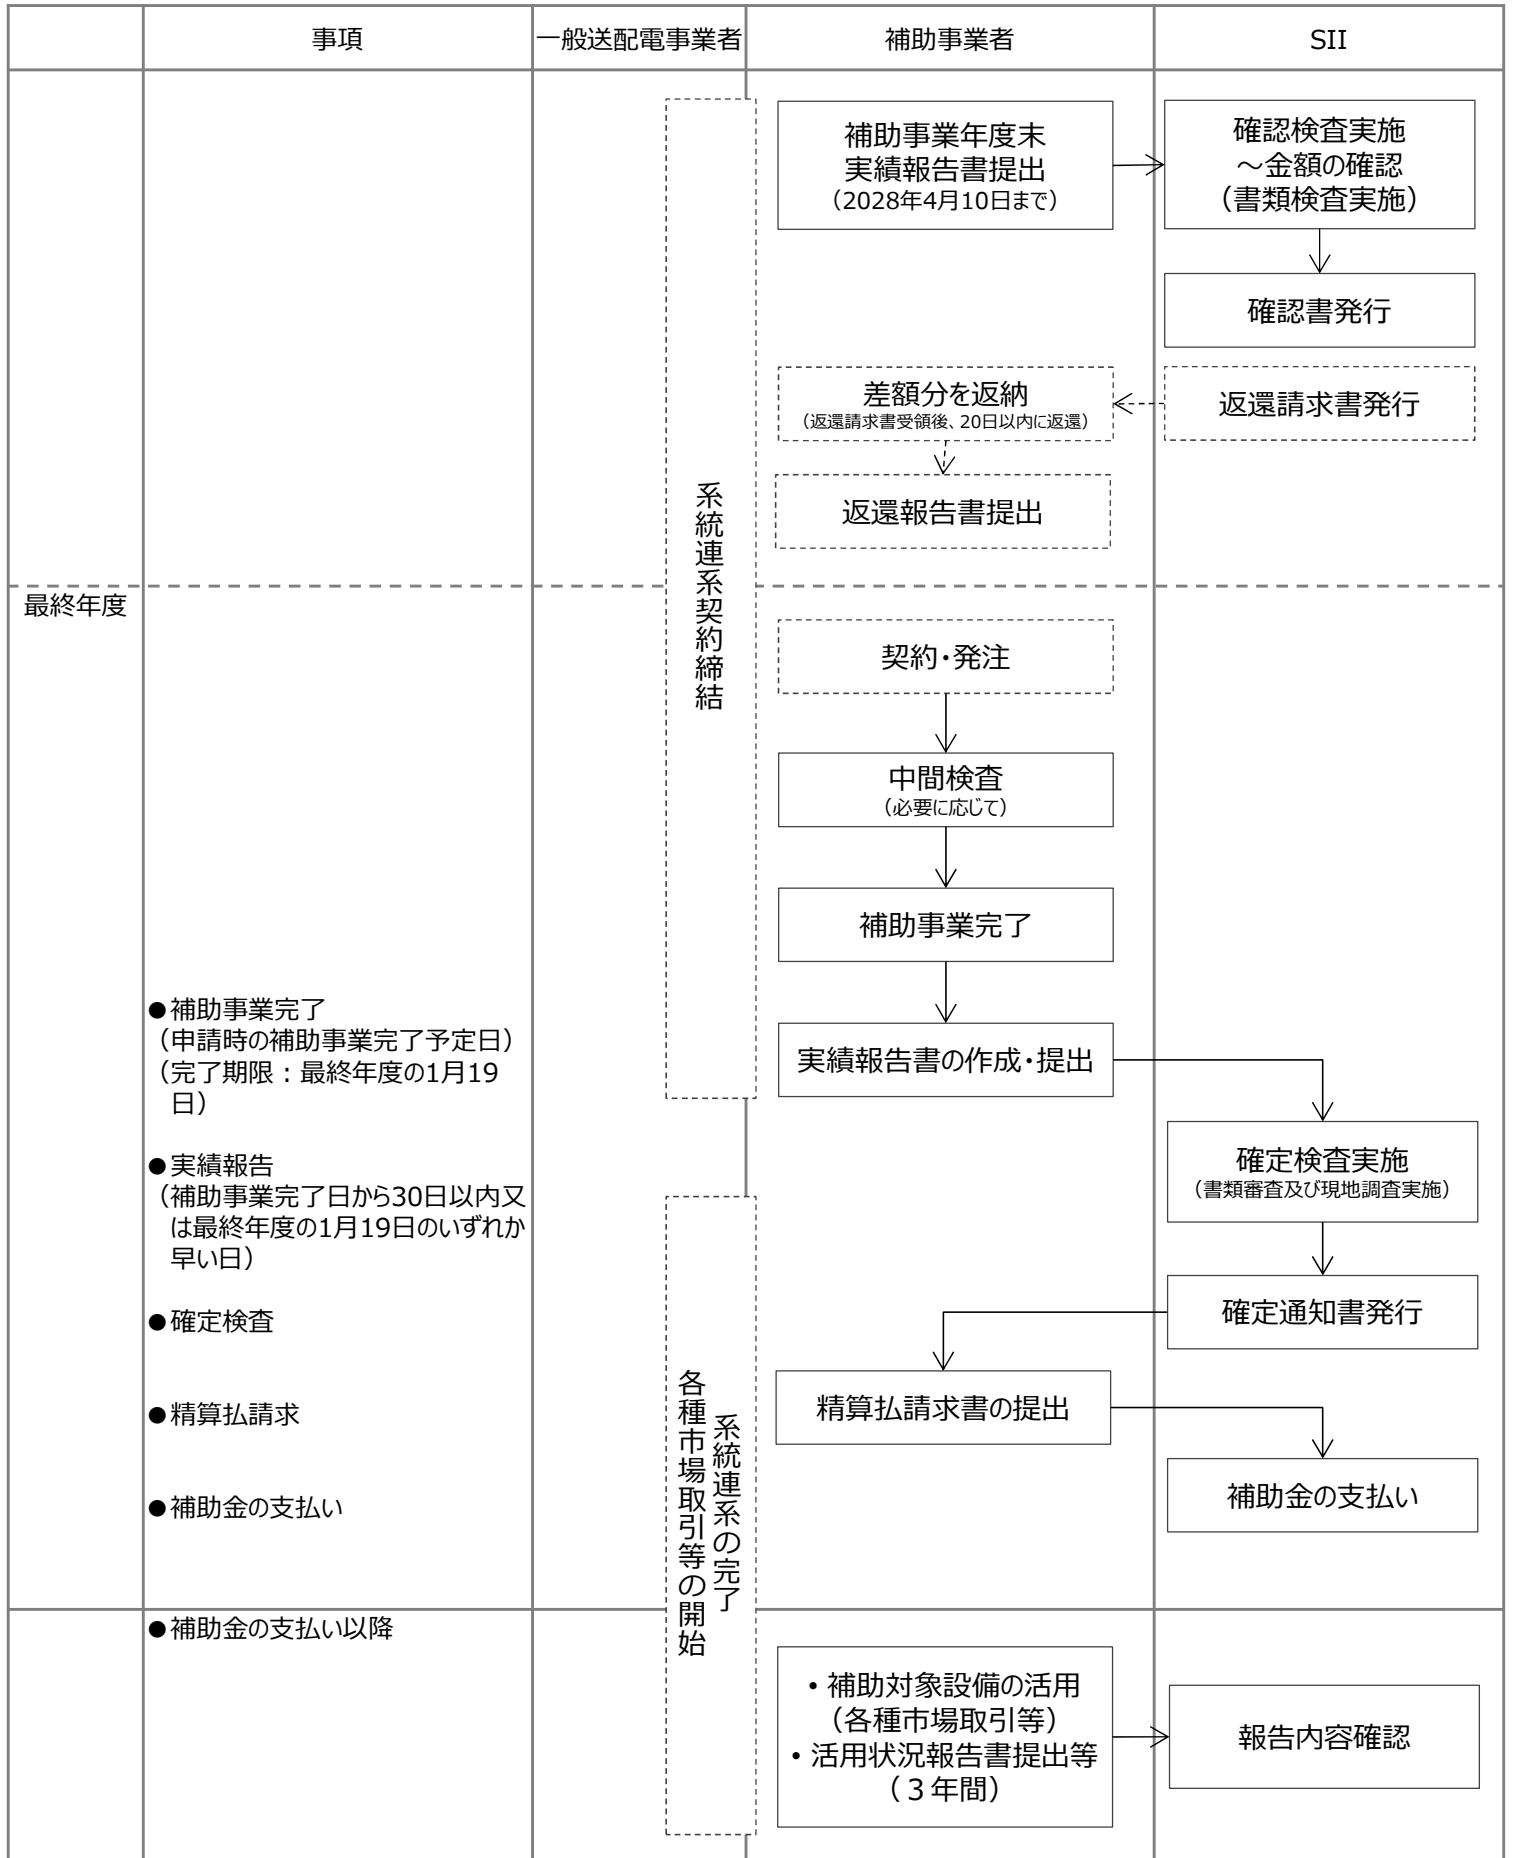 事項
一般送配電事業者
補助事業者
SII
補助事業年度末
実績報告書提出
（2028年4月10日まで）
確認検査実施
～金額の確認
（書類検査実施）
確認書発行
差額分を返納
（返還請求書受領後、20日以内に返還）
返還請求書発行
返還報告書提出
系統連系契約締結
最終年度
契約・発注
中間検査
（必要に応じて）
補助事業完了
実績報告書の作成・提出
●補助事業完了
（申請時の補助事業完了予定日）
（完了期限：最終年度の1月19
日）
●実績報告
（補助事業完了日から30日以内又
は最終年度の1月19日のいずれか
早い日）
●確定検査
●精算払請求
●補助金の支払い
確定検査実施
（書類審査及び現地調査実施）
確定通知書発行
精算払請求書の提出
補助金の支払い
系統連系の完了
各種市場取引等の開始
●補助金の支払い以降
・補助対象設備の活用
（各種市場取引等）
・活用状況報告書提出等
（３年間）
報告内容確認